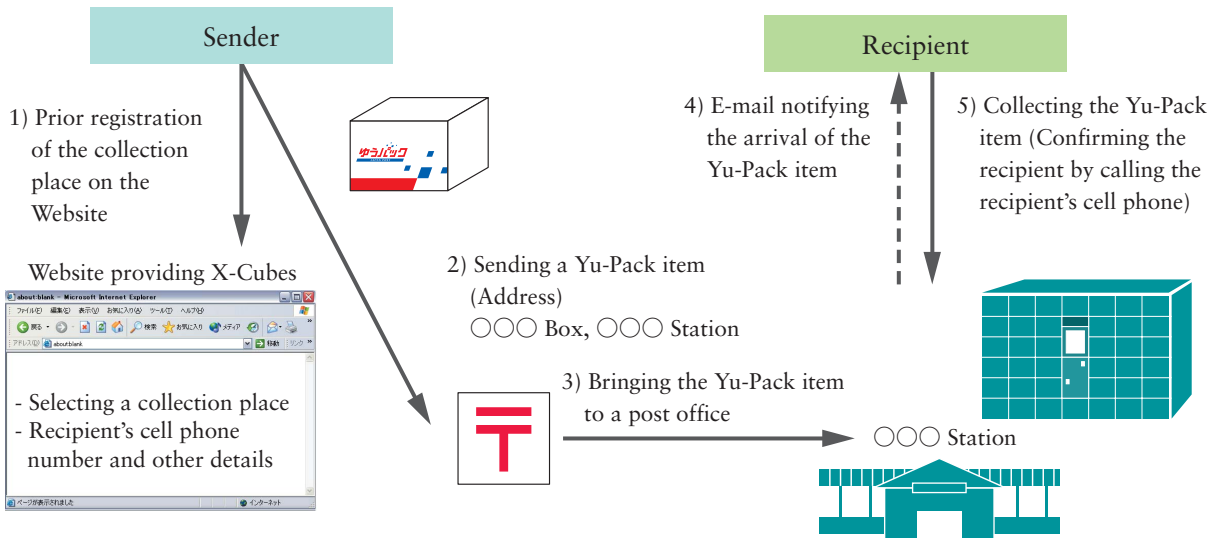 Sender
Recipient
1) Prior registration
of the collection
place on the
Website
ゆうパック
4) E-mail notifying
the arrival of the
Yu-Pack item
5) Collecting the Yu-Pack
item (Confirming the
recipient by calling the
recipient's cell phone)
Website providing X-Cubes
about:blank - Microsoft Internet Explorer
ファイル(F) 編集(E) 表示(V) お気に入り(A) ツール(T) ヘルプ(H)
戻る 検索 お気に入り メディア
アドレス(D) about:blank 移動 リンク »
- Selecting a collection place
- Recipient's cell phone
number and other details
ページが表示されました インターネット
2) Sending a Yu-Pack item
(Address)
○○○ Box, ○○○ Station
3) Bringing the Yu-Pack item
to a post office
〒
○○○ Station